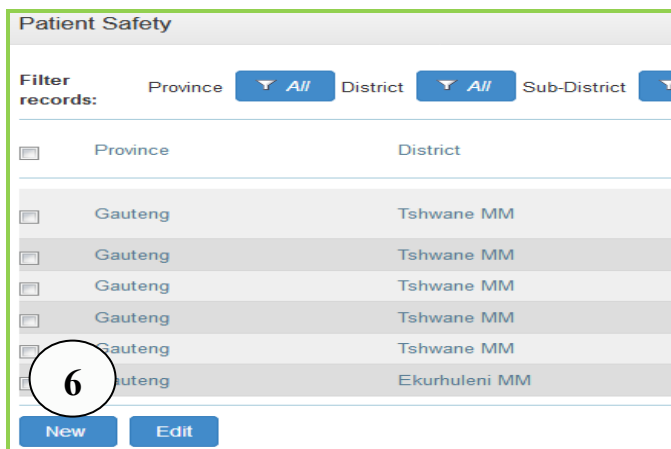 Patient Safety
Filter records: Province All District All Sub-District
Province District
Gauteng Tshwane MM
Gauteng Tshwane MM
Gauteng Tshwane MM
Gauteng Tshwane MM
Gauteng Tshwane MM
6 auteng Ekurhuleni MM
New Edit